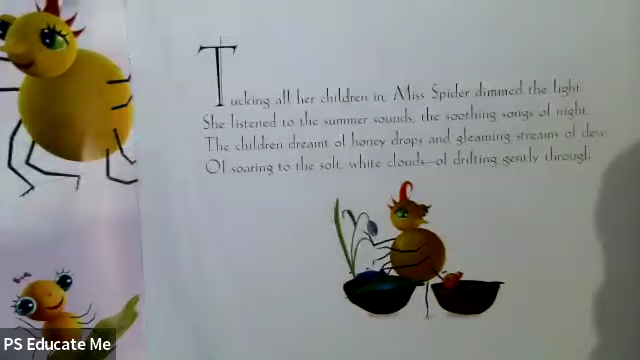 Tucking all her children in, Miss Spider dimmed the light.
She listened to the summer sounds, the soothing songs of night.
The children dreamt of honey drops and gleaming streams of dew,
Of soaring to the soft, white clouds—of drifting gently through.
PS Educate Me